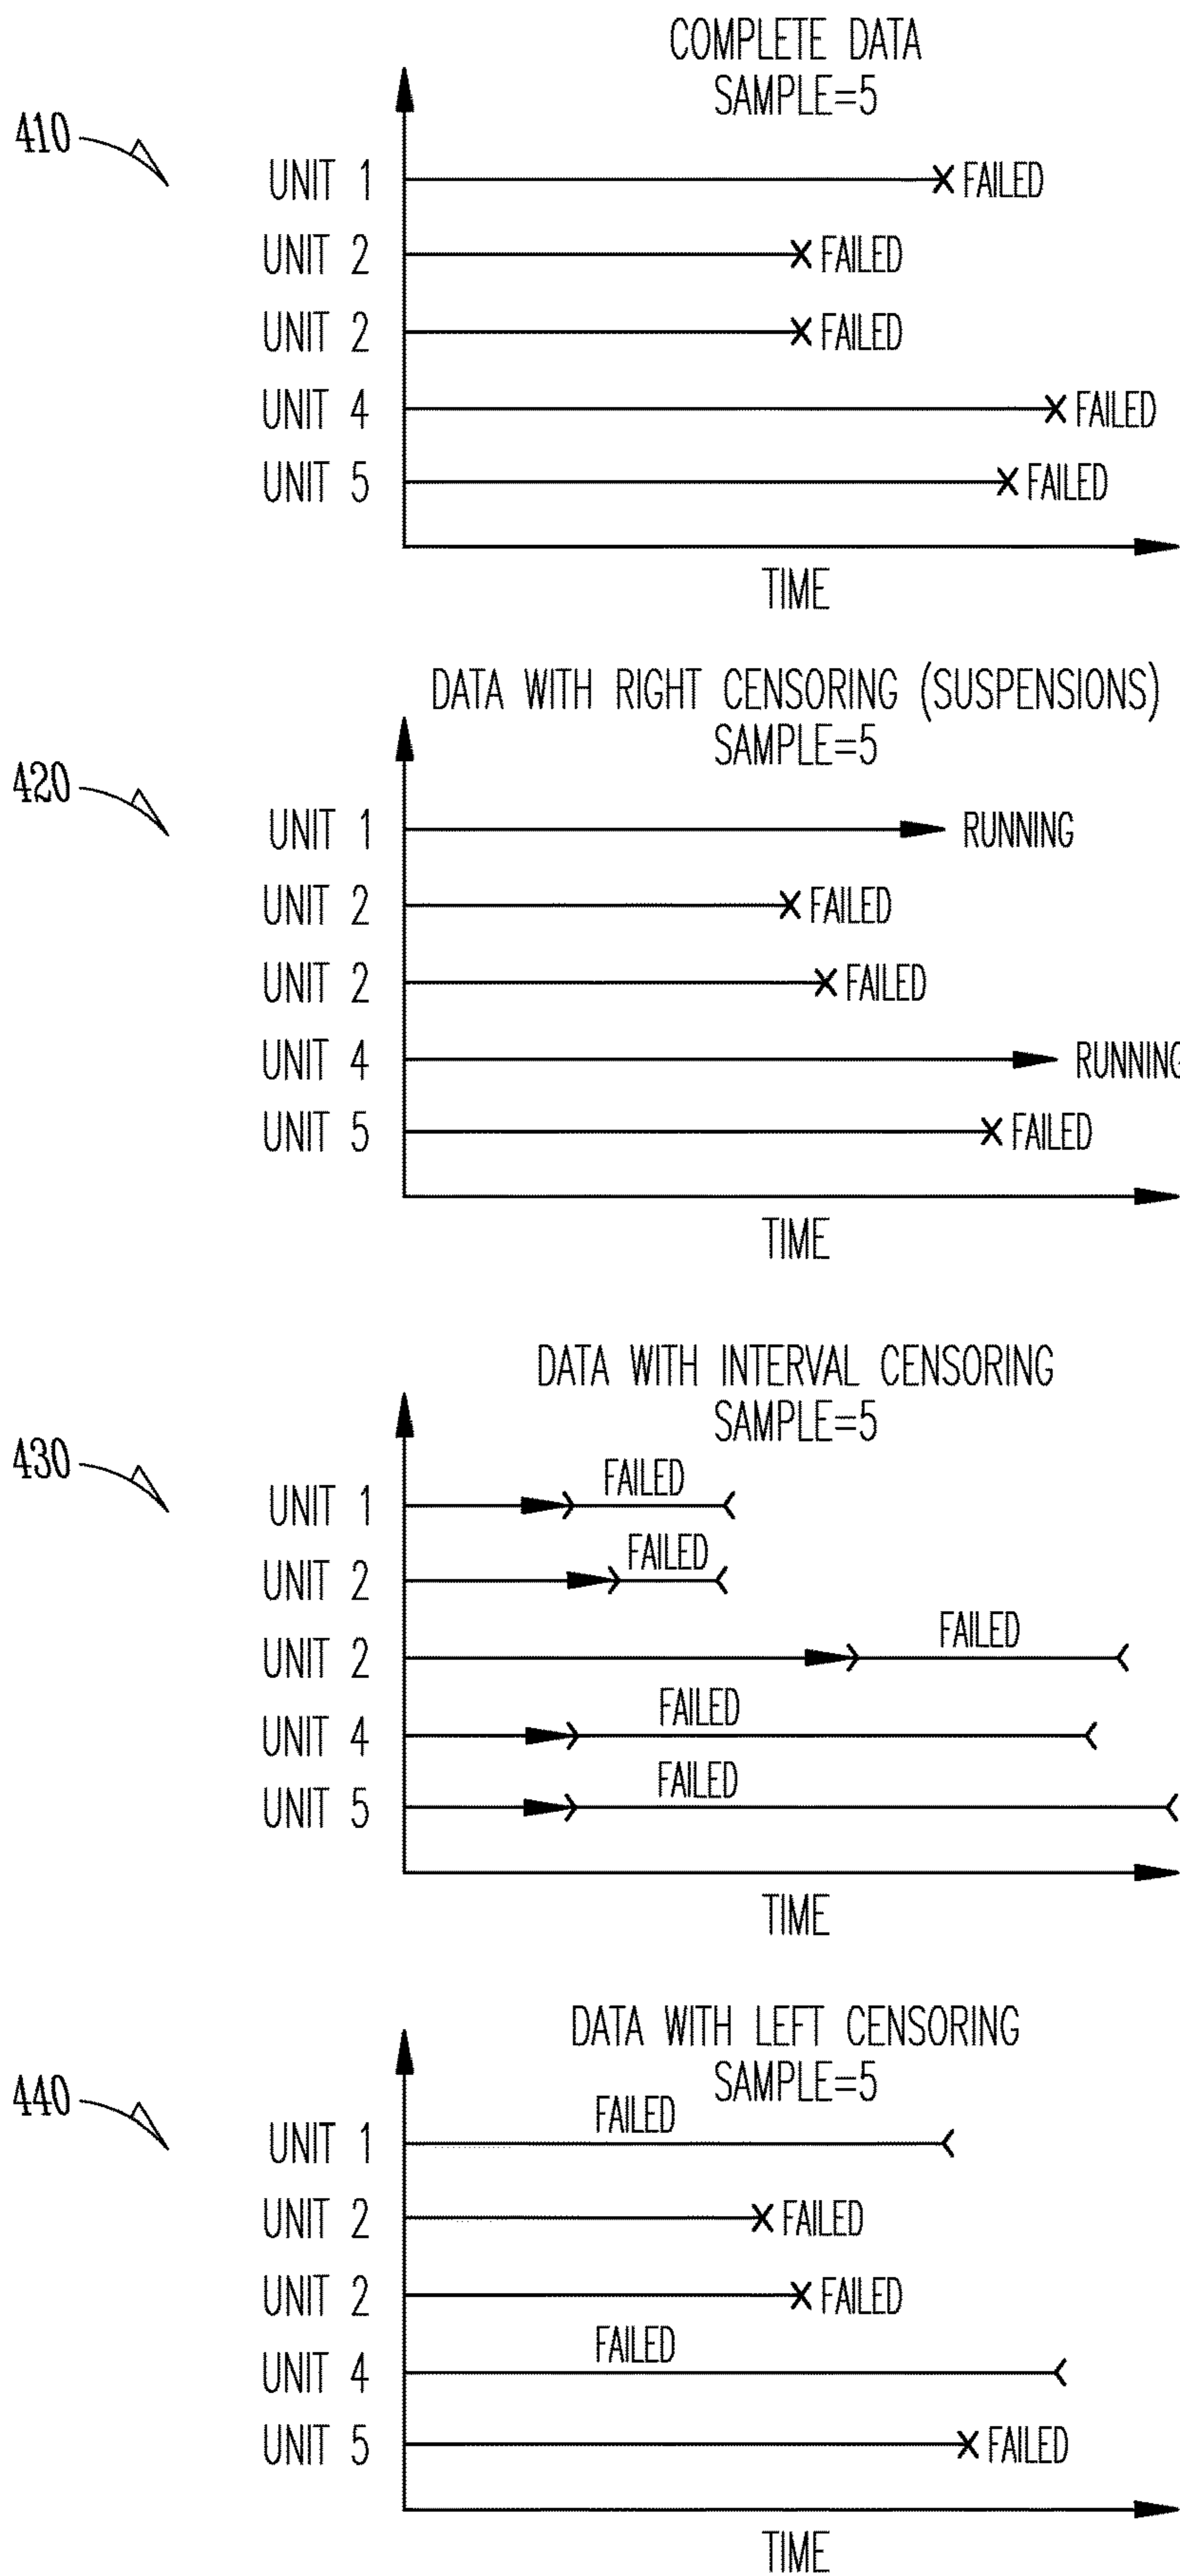 COMPLETE DATA
SAMPLE=5
410
UNIT 1 FAILED
UNIT 2 FAILED
UNIT 2 FAILED
UNIT 4 FAILED
UNIT 5 FAILED
TIME
DATA WITH RIGHT CENSORING (SUSPENSIONS)
SAMPLE=5
420
UNIT 1 RUNNING
UNIT 2 FAILED
UNIT 2 FAILED
UNIT 4 RUNNING
UNIT 5 FAILED
TIME
DATA WITH INTERVAL CENSORING
SAMPLE=5
430
UNIT 1 FAILED
UNIT 2 FAILED
UNIT 2 FAILED
UNIT 4 FAILED
UNIT 5 FAILED
TIME
DATA WITH LEFT CENSORING
SAMPLE=5
440
UNIT 1 FAILED
UNIT 2 FAILED
UNIT 2 FAILED
UNIT 4 FAILED
UNIT 5 FAILED
TIME